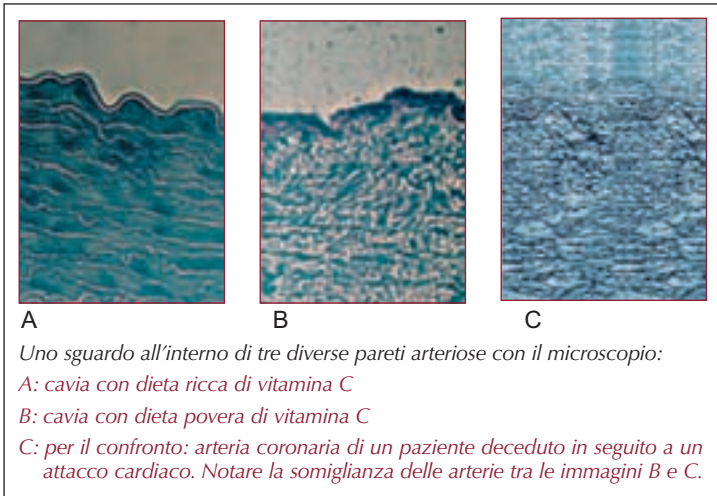 A B C
Uno sguardo all'interno di tre diverse pareti arteriose con il microscopio:
A: cavia con dieta ricca di vitamina C
B: cavia con dieta povera di vitamina C
C: per il confronto: arteria coronaria di un paziente deceduto in seguito a un
attacco cardiaco. Notare la somiglianza delle arterie tra le immagini B e C.